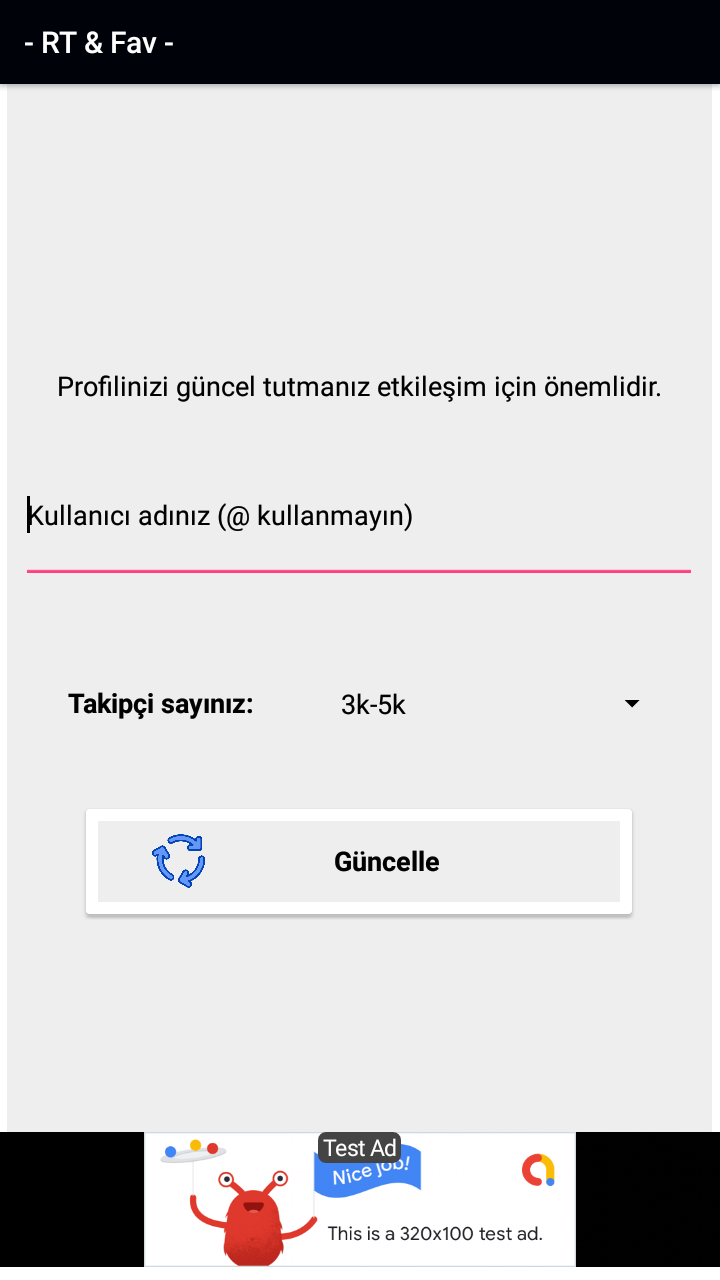 - RT & Fav -
Profilinizi güncel tutmanız etkileşim için önemlidir.
Kullanıcı adınız (@ kullanmayın)
Takipçi sayınız: 3k-5k
Güncelle
Test Ad
Nice job!
This is a 320x100 test ad.